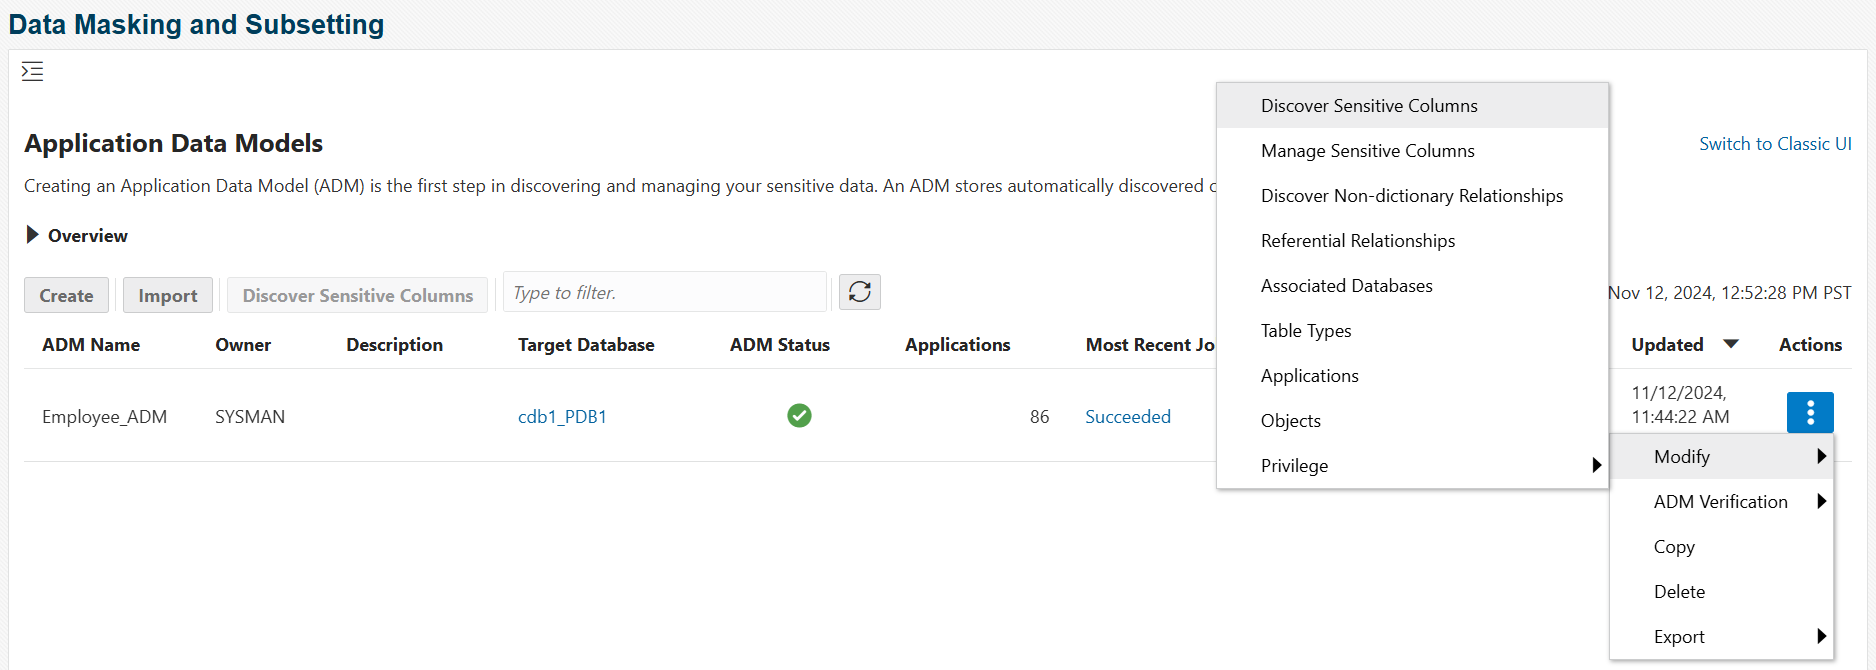 Data Masking and Subsetting
Application Data Models
Switch to Classic UI
Creating an Application Data Model (ADM) is the first step in discovering and managing your sensitive data. An ADM stores automatically discovered
Overview
Create
Import
Discover Sensitive Columns
Type to filter.
Nov 12, 2024, 12:52:28 PM PST
ADM Name Owner Description Target Database ADM Status Applications Most Recent Jo Updated Actions
Employee_ADM SYSMAN cdb1_PDB1 86 Succeeded 11/12/2024,
11:44:22 AM
Discover Sensitive Columns
Manage Sensitive Columns
Discover Non-dictionary Relationships
Referential Relationships
Associated Databases
Table Types
Applications
Objects
Privilege
Modify
ADM Verification
Copy
Delete
Export